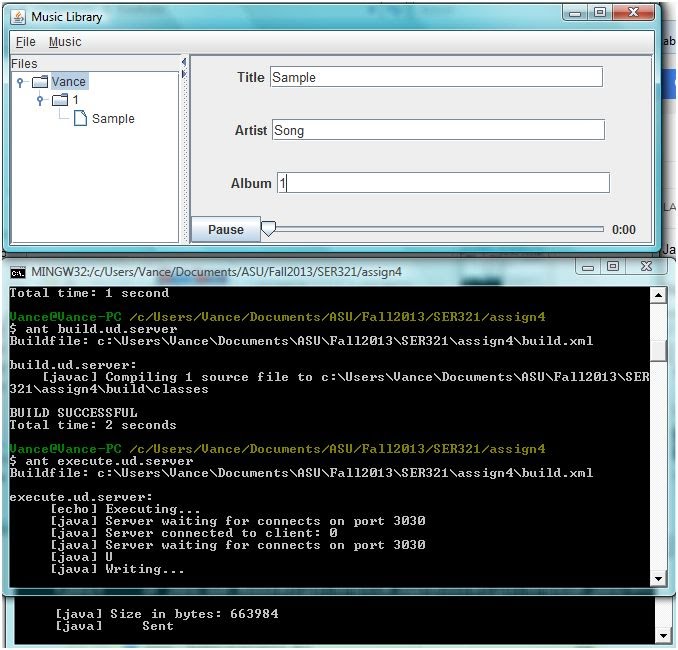 Music Library
File Music
Files
Vance
1
Sample
Title Sample
Artist Song
Album 1
Pause 0:00
MINGW32:/c/Users/Vance/Documents/ASU/Fall2013/SER321/assign4
Total time: 1 second
Vance@Vance-PC /c/Users/Vance/Documents/ASU/Fall2013/SER321/assign4
$ ant build.ud.server
Buildfile: c:\Users\Vance\Documents\ASU\Fall2013\SER321\assign4\build.xml
build.ud.server:
[javac] Compiling 1 source file to c:\Users\Vance\Documents\ASU\Fall2013\SER
321\assign4\build\classes
BUILD SUCCESSFUL
Total time: 2 seconds
Vance@Vance-PC /c/Users/Vance/Documents/ASU/Fall2013/SER321/assign4
$ ant execute.ud.server
Buildfile: c:\Users\Vance\Documents\ASU\Fall2013\SER321\assign4\build.xml
execute.ud.server:
[echo] Executing...
[java] Server waiting for connects on port 3030
[java] Server connected to client: 0
[java] Server waiting for connects on port 3030
[java] U
[java] Writing...
[java] Size in bytes: 663984
[java] Sent